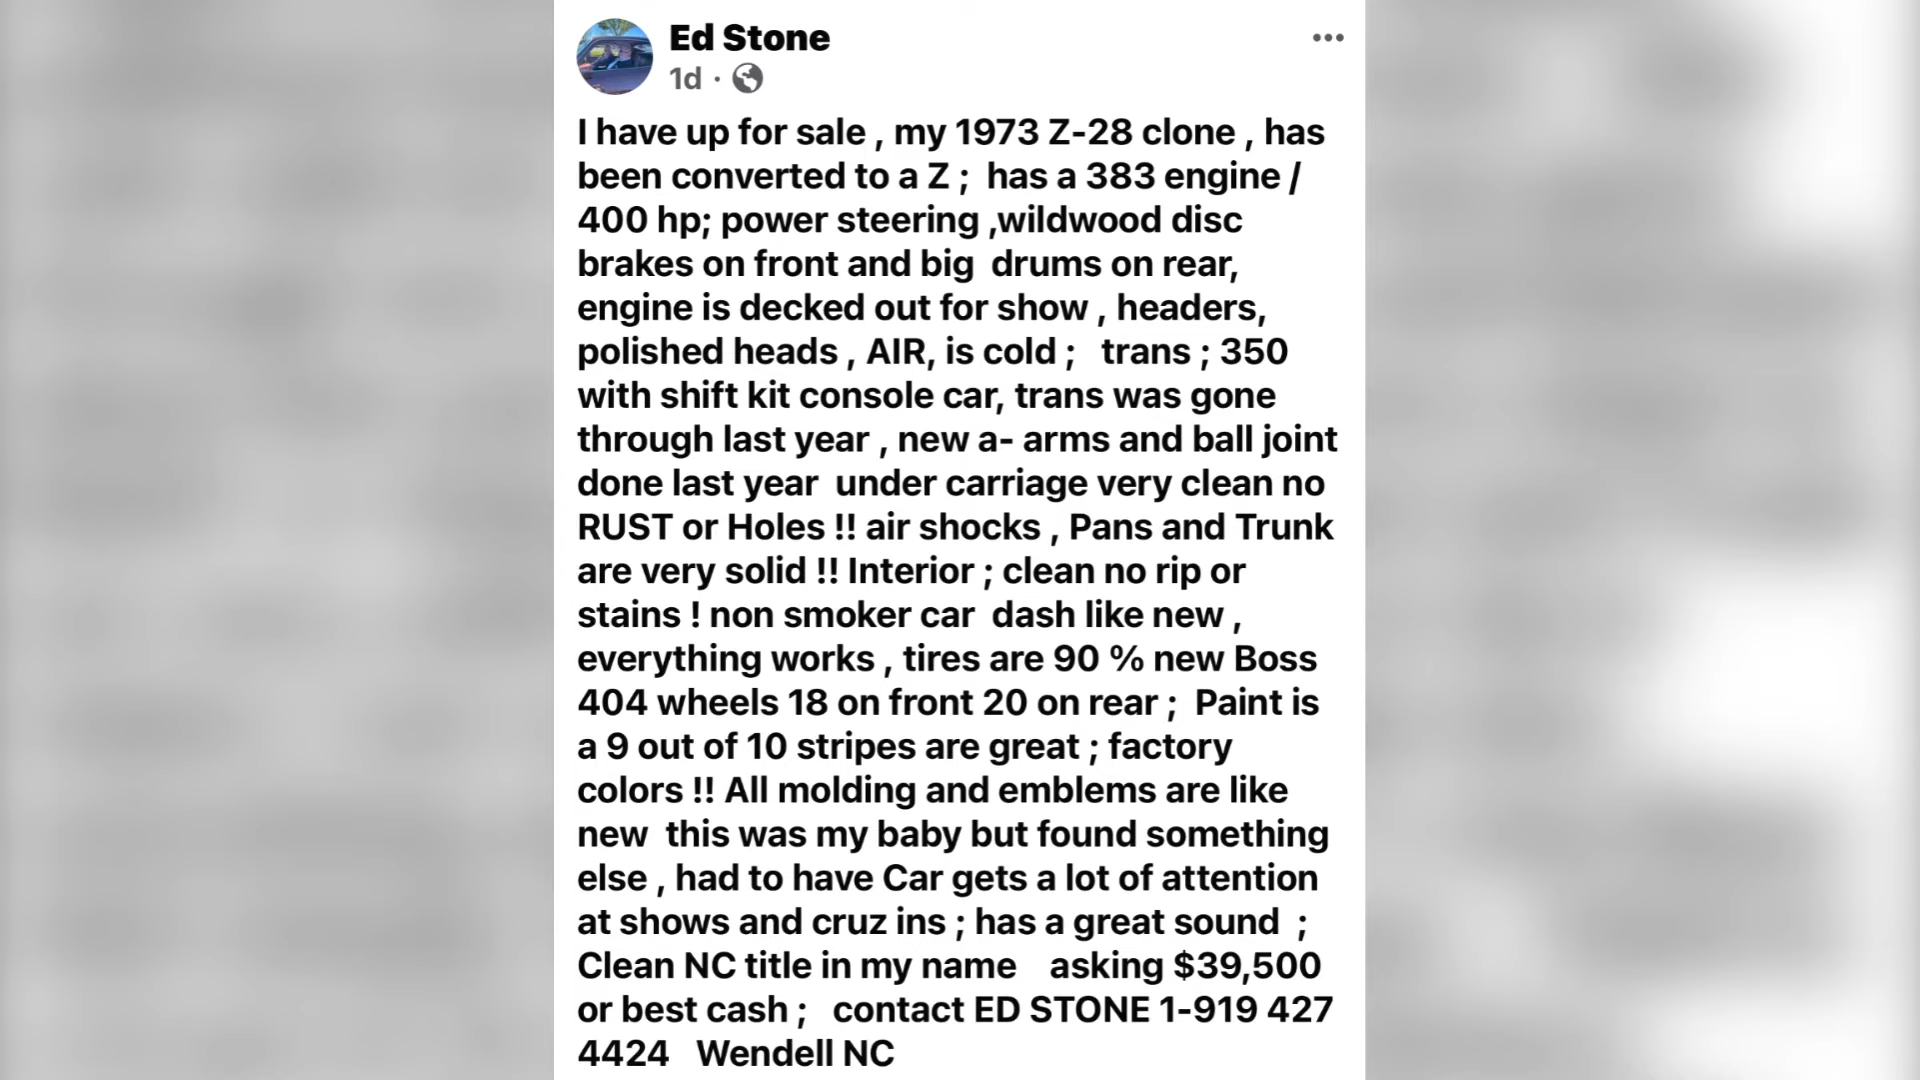 Ed Stone
1d ·
I have up for sale , my 1973 Z-28 clone , has
been converted to a Z ;  has a 383 engine /
400 hp; power steering ,wildwood disc
brakes on front and big  drums on rear,
engine is decked out for show , headers,
polished heads , AIR, is cold ;   trans ; 350
with shift kit console car, trans was gone
through last year , new a- arms and ball joint
done last year  under carriage very clean no
RUST or Holes !! air shocks , Pans and Trunk
are very solid !! Interior ; clean no rip or
stains ! non smoker car  dash like new ,
everything works , tires are 90 % new Boss
404 wheels 18 on front 20 on rear ;  Paint is
a 9 out of 10 stripes are great ; factory
colors !! All molding and emblems are like
new  this was my baby but found something
else , had to have Car gets a lot of attention
at shows and cruz ins ; has a great sound  ;
Clean NC title in my name    asking $39,500
or best cash ;   contact ED STONE 1-919 427
4424   Wendell NC